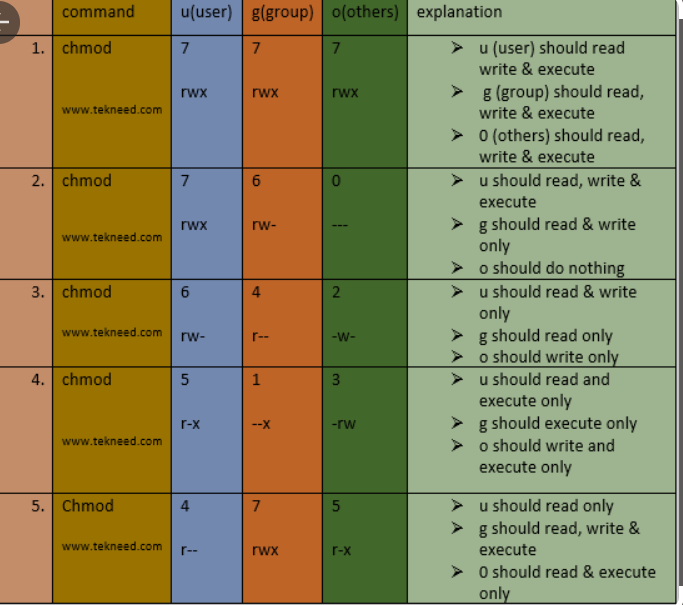 command u(user) g(group) o(others) explanation
1. chmod 7 7 7 ➢ u (user) should read
write & execute
rwx rwx rwx ➢ g (group) should read,
www.tekneed.com write & execute
➢ 0 (others) should read,
write & execute
2. chmod 7 6 0 ➢ u should read, write &
execute
rwx rw- --- ➢ g should read & write
www.tekneed.com only
➢ o should do nothing
3. chmod 6 4 2 ➢ u should read & write
only
www.tekneed.com rw- r-- -w- ➢ g should read only
➢ o should write only
4. chmod 5 1 3 ➢ u should read and
execute only
r-x --x -rw ➢ g should execute only
www.tekneed.com ➢ o should write and
execute only
5. Chmod 4 7 5 ➢ u should read only
➢ g should read, write &
www.tekneed.com r-- rwx r-x execute
➢ 0 should read & execute
only